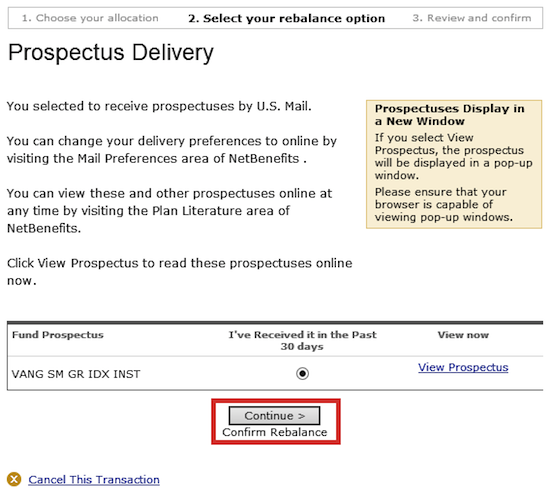 1. Choose your allocation 2. Select your rebalance option 3. Review and confirm
Prospectus Delivery
You selected to receive prospectuses by U.S. Mail.
You can change your delivery preferences to online by
visiting the Mail Preferences area of NetBenefits .
You can view these and other prospectuses online at
any time by visiting the Plan Literature area of
NetBenefits.
Click View Prospectus to read these prospectuses online
now.
Prospectuses Display in
a New Window
If you select View
Prospectus, the prospectus
will be displayed in a pop-up
window.
Please ensure that your
browser is capable of
viewing pop-up windows.
Fund Prospectus I've Received it in the Past View now
30 days
VANG SM GR IDX INST View Prospectus
Continue >
Confirm Rebalance
Cancel This Transaction